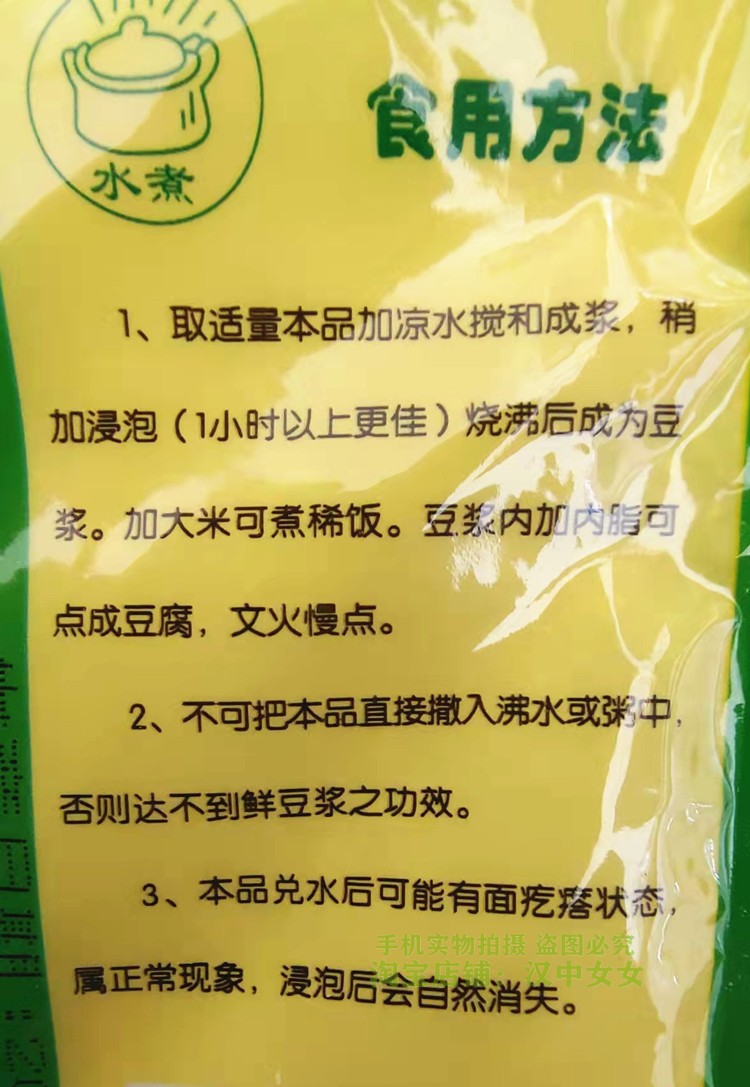 水煮
食用方法
1、取适量本品加凉水搅和成浆，稍
加浸泡（1小时以上更佳）烧沸后成为豆
浆。加大米可煮稀饭。豆浆内加内脂可
点成豆腐，文火慢点。
2、不可把本品直接撒入沸水或粥中，
否则达不到鲜豆浆之功效。
3、本品兑水后可能有面疙瘩状态，
手机实物拍摄 盗图必究
淘宝店铺：汉中女女
属正常现象，浸泡后会自然消失。